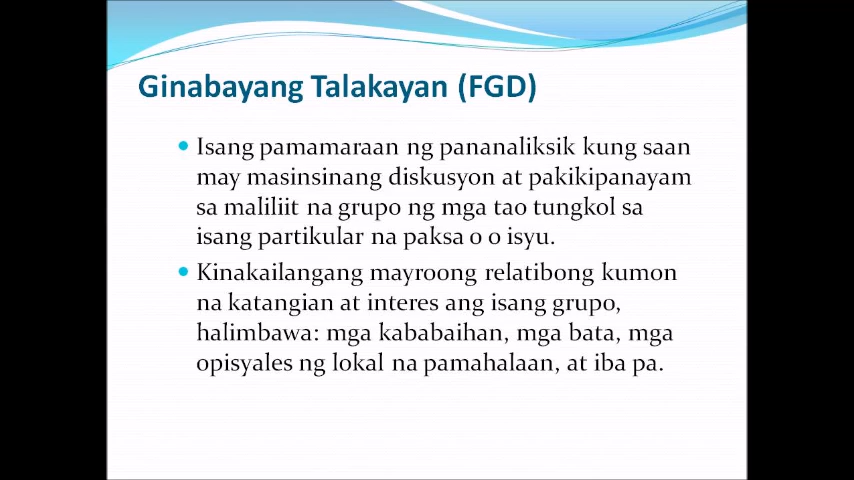 Ginabayang Talakayan (FGD)
• Isang pamamaraan ng pananaliksik kung saan
may masinsinang diskusyon at pakikipanayam
sa maliliit na grupo ng mga tao tungkol sa
isang partikular na paksa o o isyu.
• Kinakailangang mayroong relatibong kumon
na katangian at interes ang isang grupo,
halimbawa: mga kababaihan, mga bata, mga
opisyales ng lokal na pamahalaan, at iba pa.